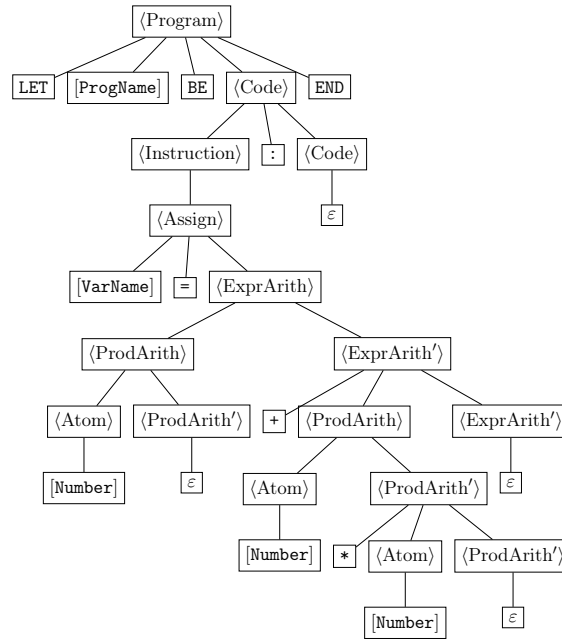 ⟨Program⟩
LET [ProgName] BE ⟨Code⟩ END
⟨Instruction⟩ : ⟨Code⟩
⟨Assign⟩ ε
[VarName] = ⟨ExprArith⟩
⟨ProdArith⟩ ⟨ExprArith′⟩
⟨Atom⟩ ⟨ProdArith′⟩ + ⟨ProdArith⟩ ⟨ExprArith′⟩
[Number] ε ⟨Atom⟩ ⟨ProdArith′⟩ ε
[Number] * ⟨Atom⟩ ⟨ProdArith′⟩
[Number] ε